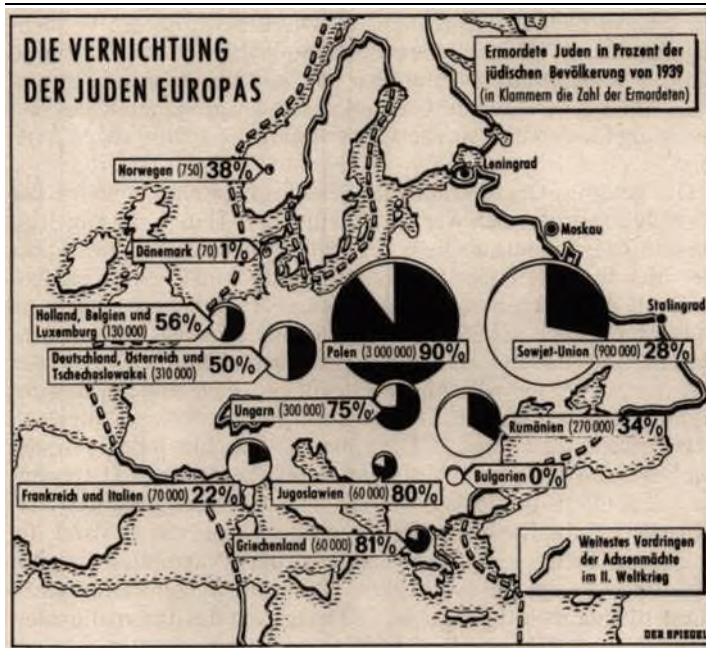 DIE VERNICHTUNG
DER JUDEN EUROPAS
Ermordete Juden in Prozent der
jüdischen Bevölkerung von 1939
(in Klammern die Zahl der Ermordeten)
Norwegen (750) 38%
Leningrad
Moskau
Dänemark (70) 1%
Stalingrad
Holland, Belgien und
Luxemburg (130 000) 56%
Deutschland, Österreich und
Tschechoslowakei (310 000) 50%
Polen (3 000 000) 90%
Sowjet-Union (900 000) 28%
Ungarn (300 000) 75%
Rumänien (270 000) 34%
Bulgarien 0%
Frankreich und Italien (70 000) 22%
Jugoslawien (60 000) 80%
Griechenland (60 000) 81%
Weitestes Vordringen
der Achsenmächte
im II. Weltkrieg
DER SPIEGEL